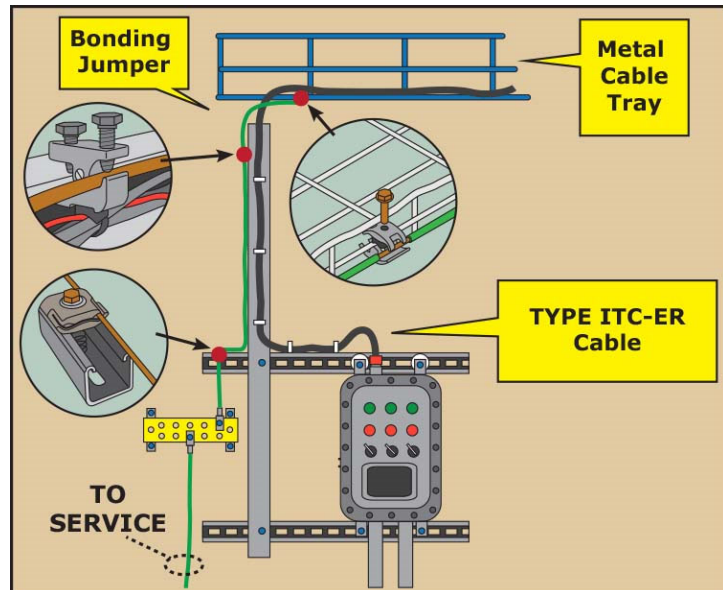 Bonding
Jumper
Metal
Cable
Tray
TYPE ITC-ER
Cable
TO
SERVICE